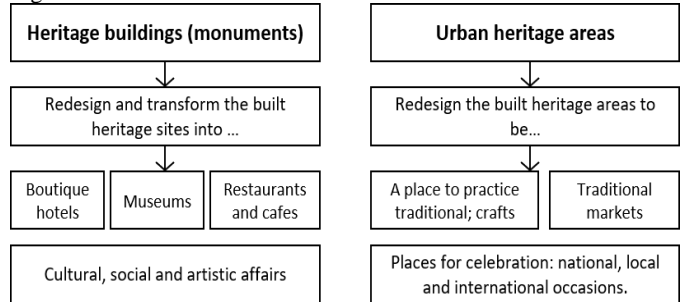 Heritage buildings (monuments)
Redesign and transform the built
heritage sites into ...
Boutique
hotels
Museums
Restaurants
and cafes
Cultural, social and artistic affairs
Urban heritage areas
Redesign the built heritage areas to
be...
A place to practice
traditional; crafts
Traditional
markets
Places for celebration: national, local
and international occasions.